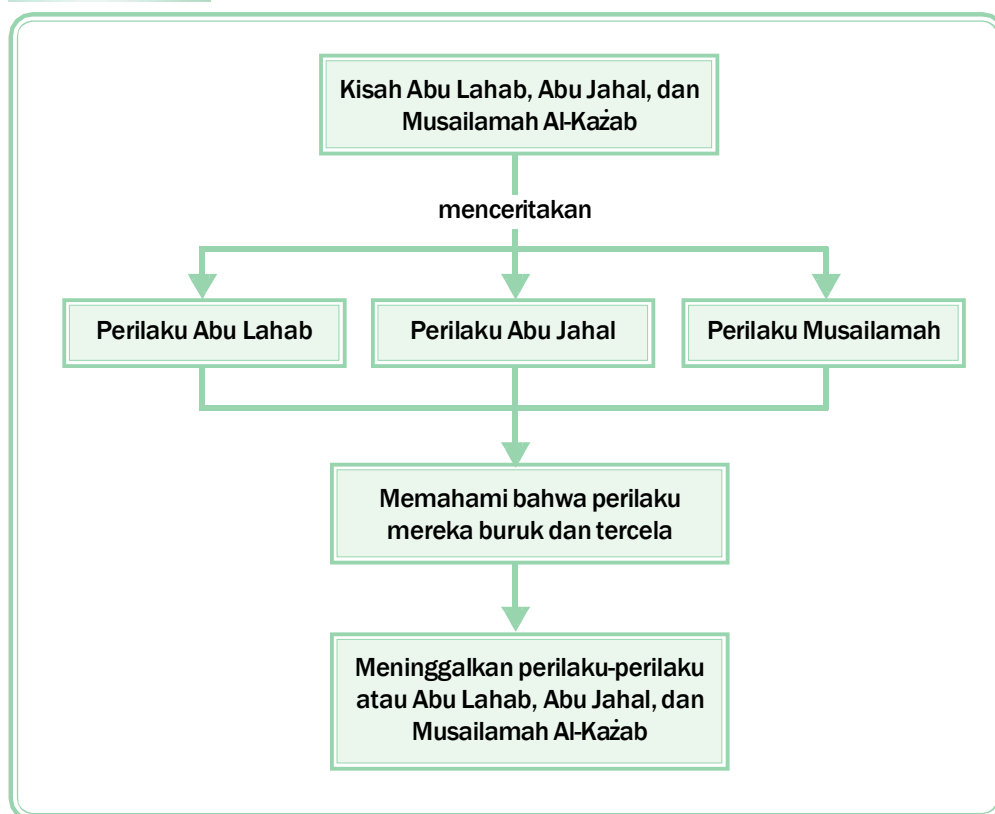 Kisah Abu Lahab, Abu Jahal, dan
Musailamah Al-Każab
menceritakan
Perilaku Abu Lahab
Perilaku Abu Jahal
Perilaku Musailamah
Memahami bahwa perilaku
mereka buruk dan tercela
Meninggalkan perilaku-perilaku
atau Abu Lahab, Abu Jahal, dan
Musailamah Al-Każab